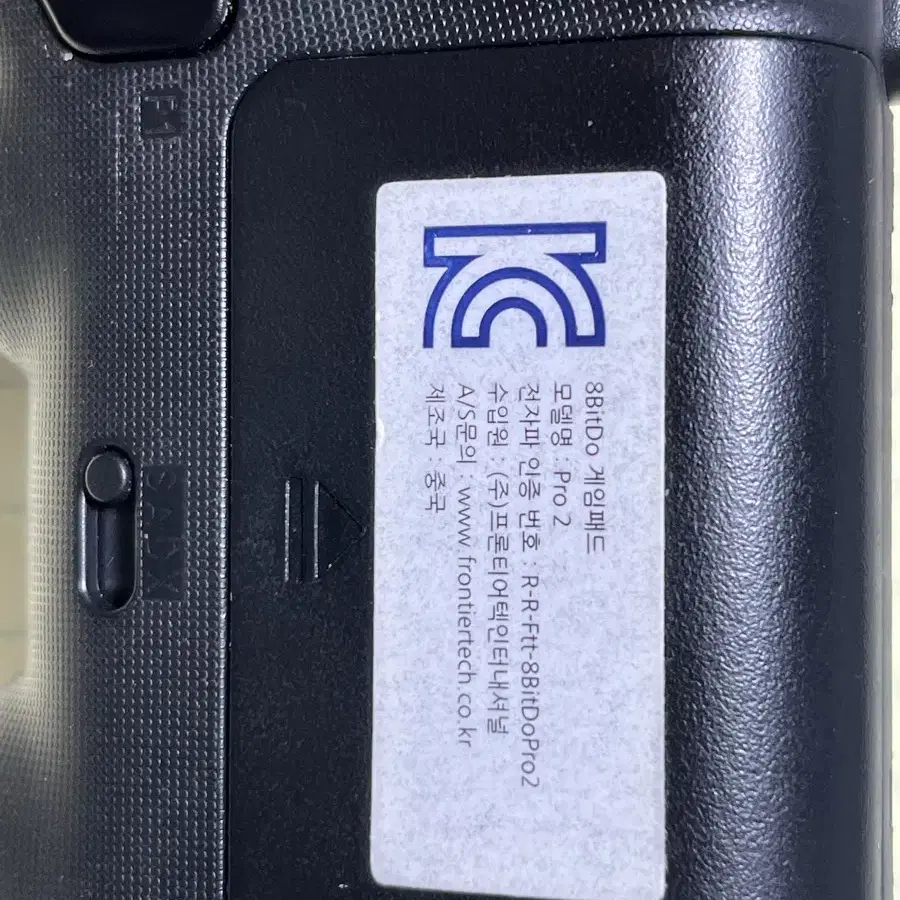 P1
S A D X
KC
8BitDo 게임패드
모델명 : Pro 2
전자파 인증 번호 : R-R-Ftt-8BitDoPro2
수입원 : (주)프론티어텍인터내셔널
A/S문의 : www.frontiertech.co.kr
제조국 : 중국